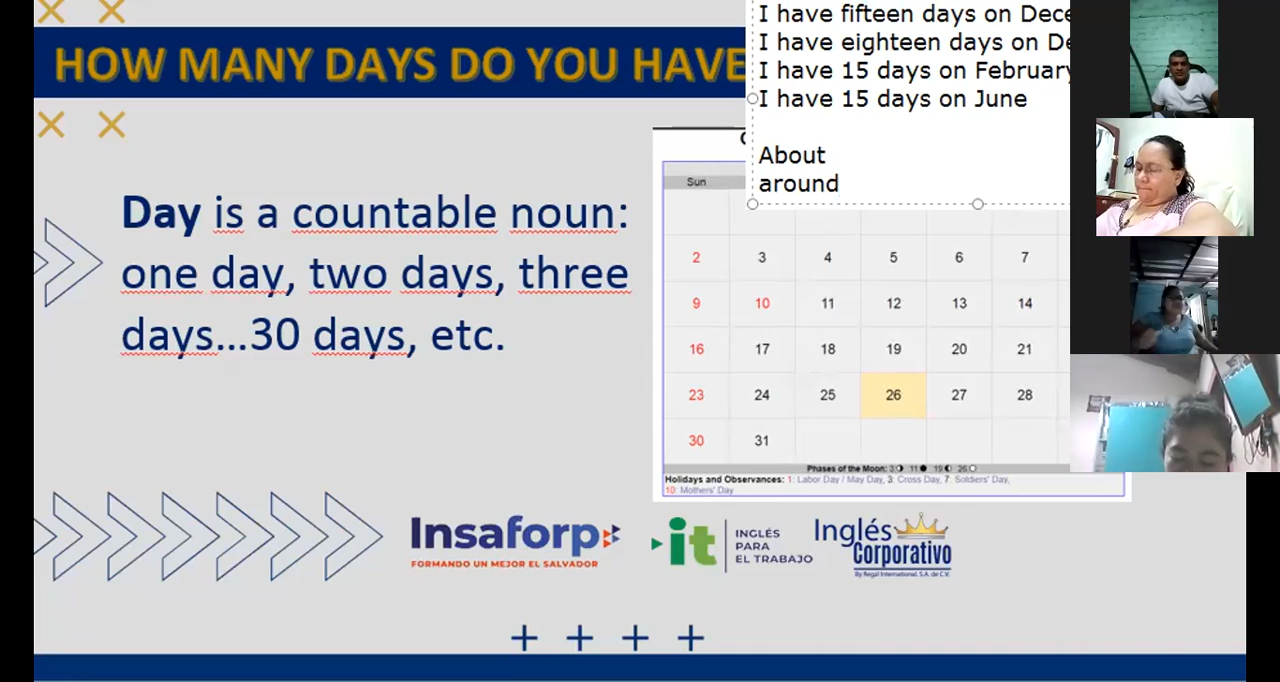 HOW MANY DAYS DO YOU HAVE
I have fifteen days on Dece
I have eighteen days on De
I have 15 days on February
I have 15 days on June
About
around
Day is a countable noun:
one day, two days, three
days...30 days, etc.
Sun
2 3 4 5 6 7
9 10 11 12 13 14
16 17 18 19 20 21
23 24 25 26 27 28
30 31
Phases of the Moon: 3 11 19 26
Holidays and Observances: 1: Labor Day / May Day, 3: Cross Day, 7: Soldiers' Day,
10: Mothers' Day
Insaforp
FORMANDO UN MEJOR EL SALVADOR
it
INGLÉS
PARA
EL TRABAJO
Inglés
Corporativo
By Regal International, S.A. de C.V.